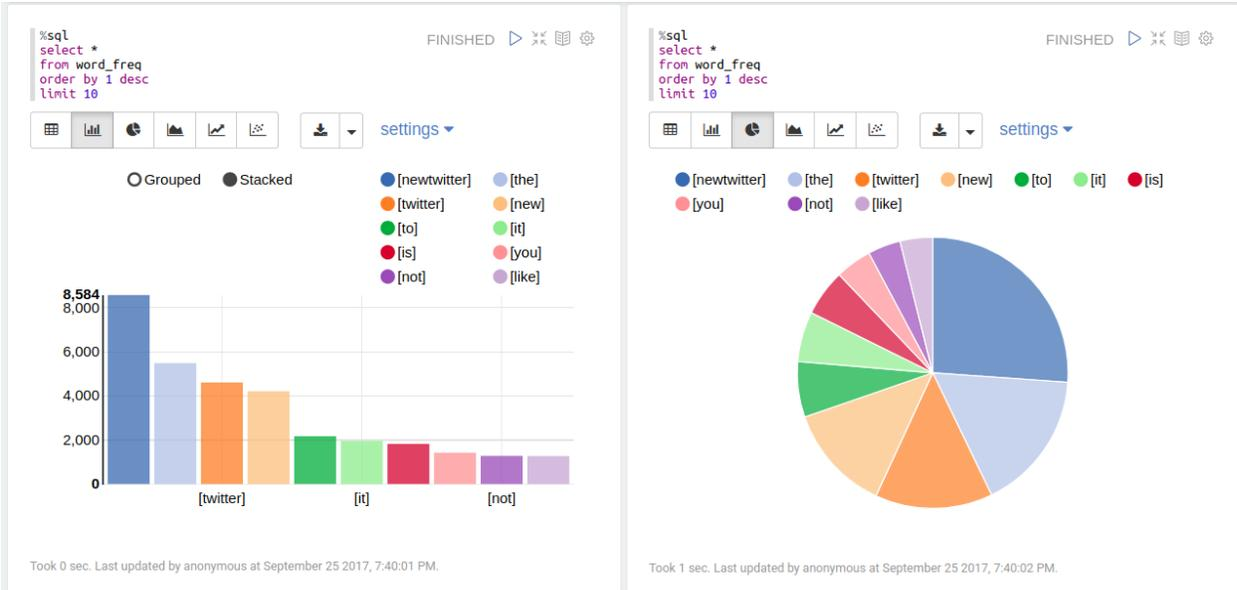 %sql
select *
from word_freq
order by 1 desc
limit 10
FINISHED
settings
Grouped Stacked
[newtwitter] [the]
[twitter] [new]
[to] [it]
[is] [you]
[not] [like]
8,584
8,000
6,000
4,000
2,000
0
[twitter] [it] [not]
Took 0 sec. Last updated by anonymous at September 25 2017, 7:40:01 PM.
%sql
select *
from word_freq
order by 1 desc
limit 10
FINISHED
settings
[newtwitter] [the] [twitter] [new] [to] [it] [is]
[you] [not] [like]
Took 1 sec. Last updated by anonymous at September 25 2017, 7:40:02 PM.